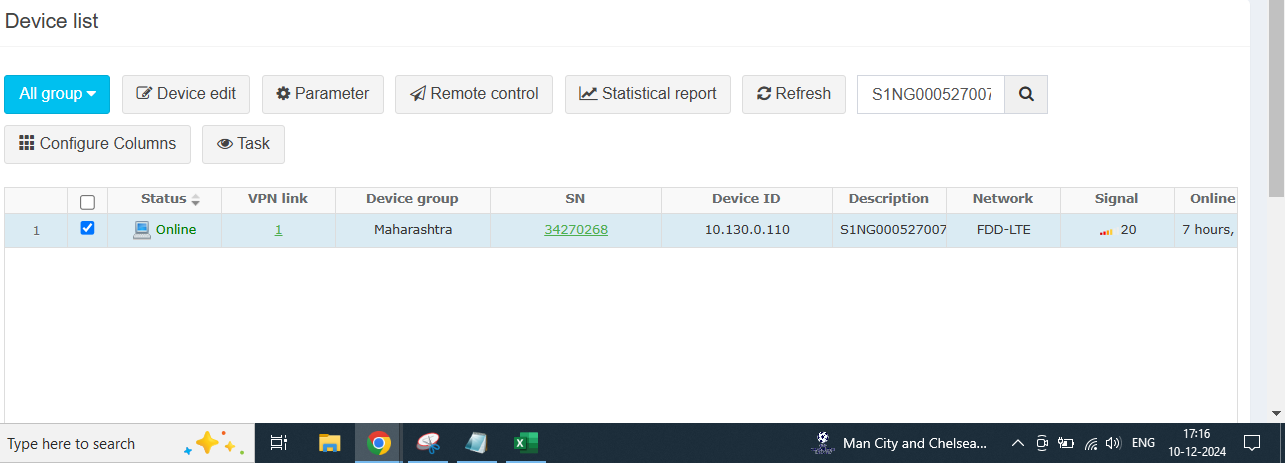 Device list
All group Device edit Parameter Remote control Statistical report Refresh S1NG000527007
Configure Columns Task
Status VPN link Device group SN Device ID Description Network Signal Online
1 Online 1 Maharashtra 34270268 10.130.0.110 S1NG000527007 FDD-LTE 20 7 hours,
Type here to search Man City and Chelsea... ENG 17:16
10-12-2024